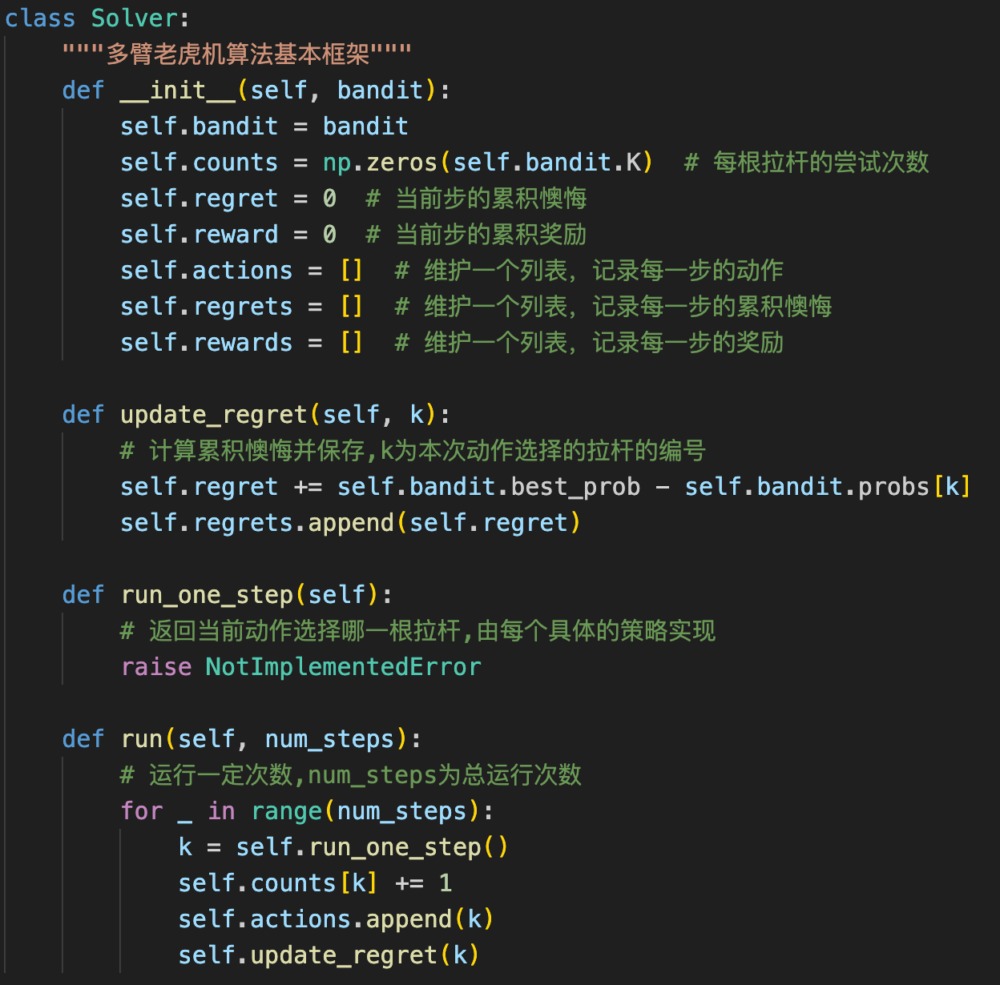 class Solver:
    """多臂老虎机算法基本框架"""
    def __init__(self, bandit):
        self.bandit = bandit
        self.counts = np.zeros(self.bandit.K)  # 每根拉杆的尝试次数
        self.regret = 0  # 当前步的累积懊悔
        self.reward = 0  # 当前步的累积奖励
        self.actions = []  # 维护一个列表，记录每一步的动作
        self.regrets = []  # 维护一个列表，记录每一步的累积懊悔
        self.rewards = []  # 维护一个列表，记录每一步的奖励
    def update_regret(self, k):
        # 计算累积懊悔并保存,k为本次动作选择的拉杆的编号
        self.regret += self.bandit.best_prob - self.bandit.probs[k]
        self.regrets.append(self.regret)
    def run_one_step(self):
        # 返回当前动作选择哪一根拉杆,由每个具体的策略实现
        raise NotImplementedError
    def run(self, num_steps):
        # 运行一定次数,num_steps为总运行次数
        for _ in range(num_steps):
            k = self.run_one_step()
            self.counts[k] += 1
            self.actions.append(k)
            self.update_regret(k)